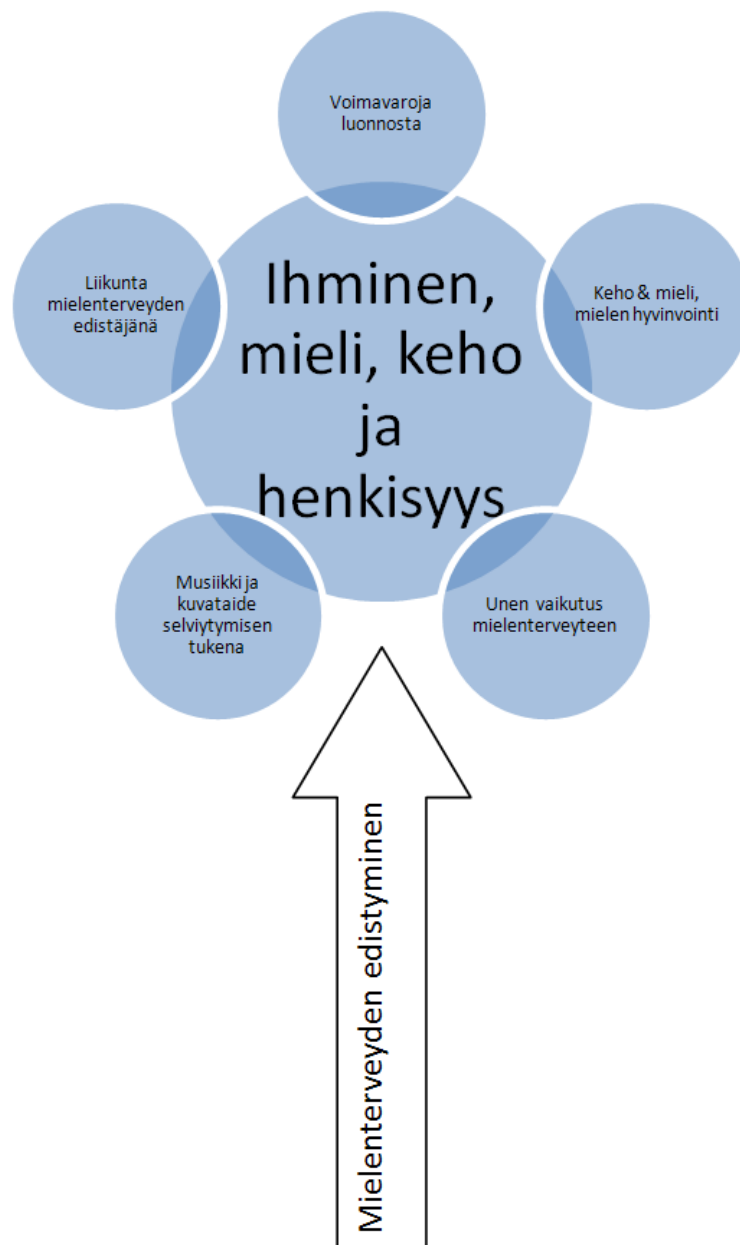 Voimavaroja
luonnosta
Liikunta
mielenterveyden
edistäjänä
Ihminen,
mieli, keho
ja
henkisyys
Keho & mieli,
mielen hyvinvointi
Musiikki ja
kuvataide
selviytymisen
tukena
Unen vaikutus
mielenterveyteen
Mielenterveyden edistyminen